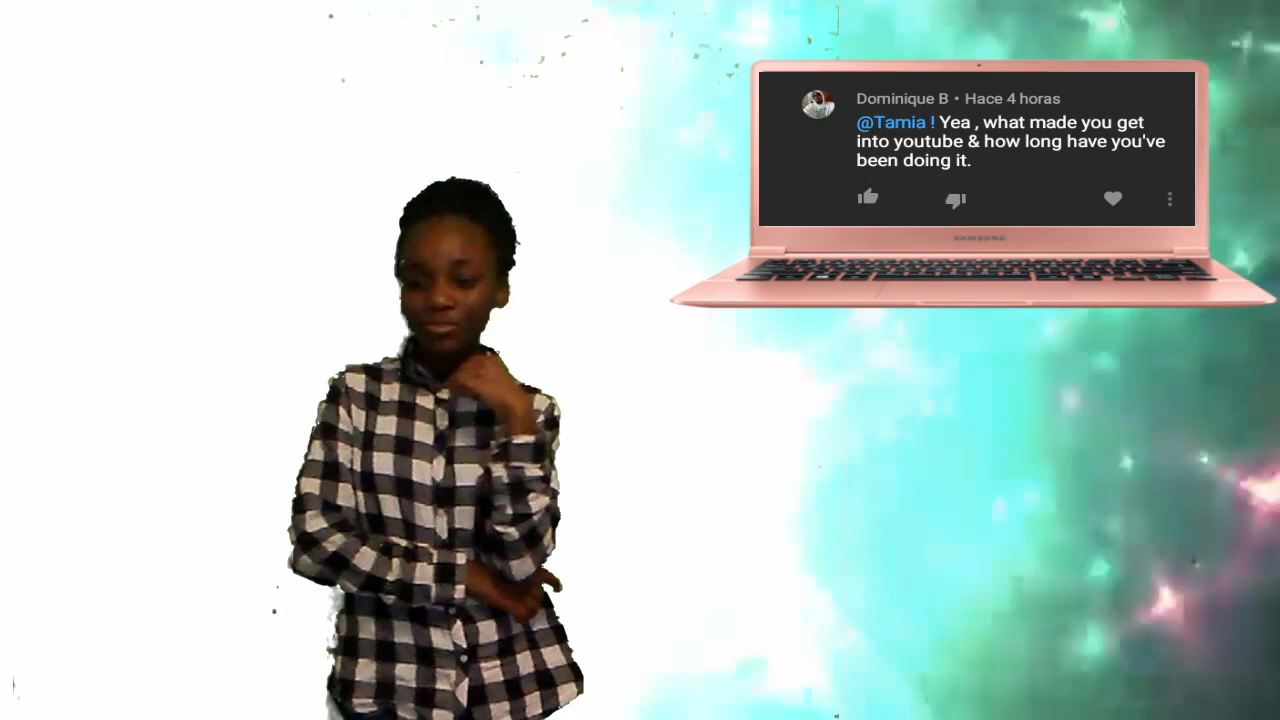 Dominique B • Hace 4 horas
@Tamia ! Yea , what made you get
into youtube & how long have you've
been doing it.
SAMSUNG